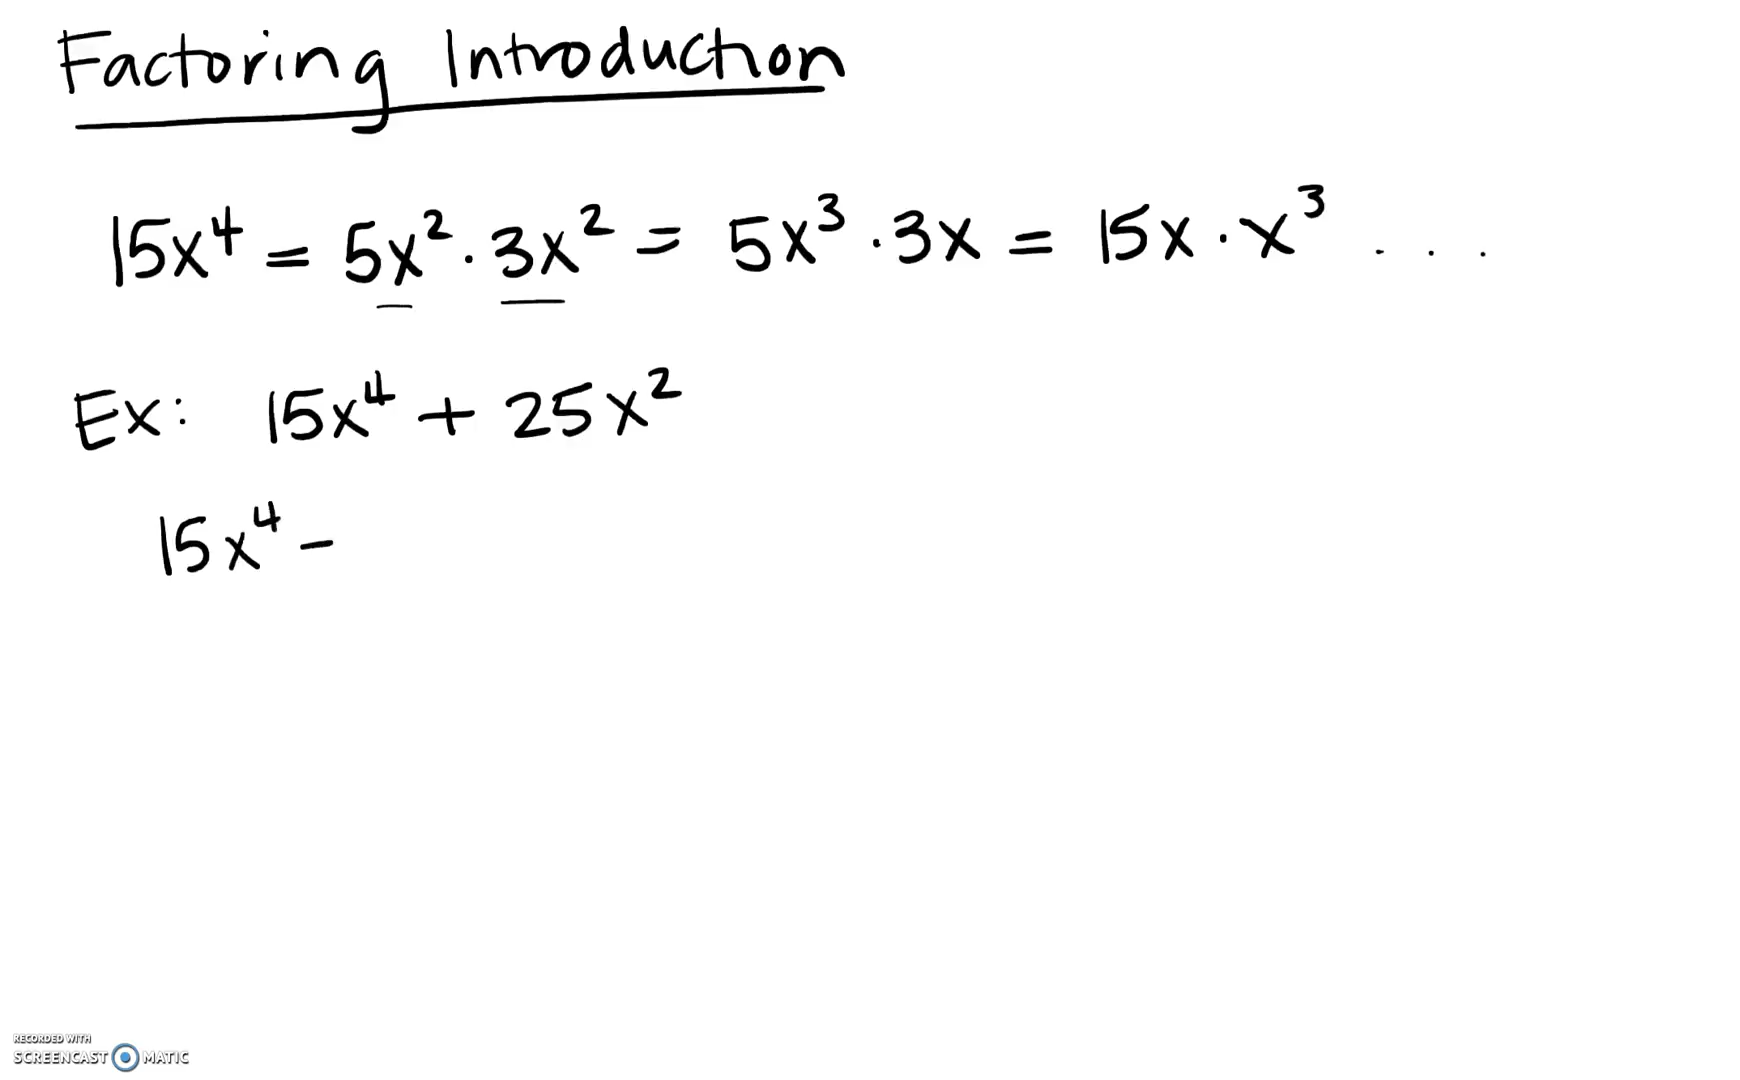 Factoring Introduction
15x⁴ = 5x² · 3x² = 5x³ · 3x = 15x · x³ . . .
Ex: 15x⁴ + 25x²
15x⁴ –
RECORDED WITH
SCREENCAST MATIC